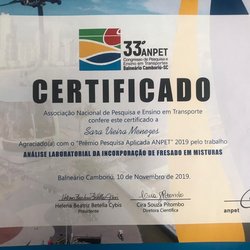 33º ANPET
Congresso de Pesquisa e
Ensino em Transportes
Balneário Camboriú-SC
CERTIFICADO
Associação Nacional de Pesquisa e Ensino em Transporte
confere este certificado a
Sara Vieira Menezes
Agraciado(a) com o "Prêmio Pesquisa Aplicada ANPET" 2019 pelo trabalho
ANÁLISE LABORATORIAL DA INCORPORAÇÃO DE FRESADO EM MISTURAS
Balneário Camboriú, 10 de Novembro de 2019.
Helena Beatriz Betella Cybis
Presidente
Cira Souza Pitombo
Diretora Científica
anpet